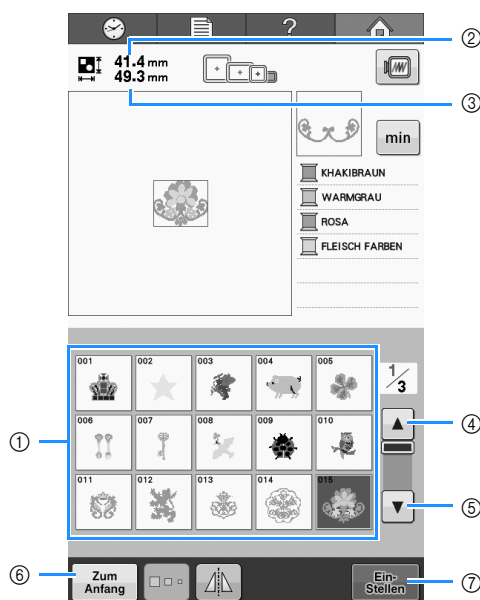 ?
②
41.4 mm
49.3 mm
③
min
KHAKIBRAUN
WARMGRAU
ROSA
FLEISCH FARBEN
001 002 003 004 005
1/3
006 007 008 009 010
①
④
011 012 013 014 015
⑤
⑥
Zum
Anfang
Ein-
Stellen
⑦